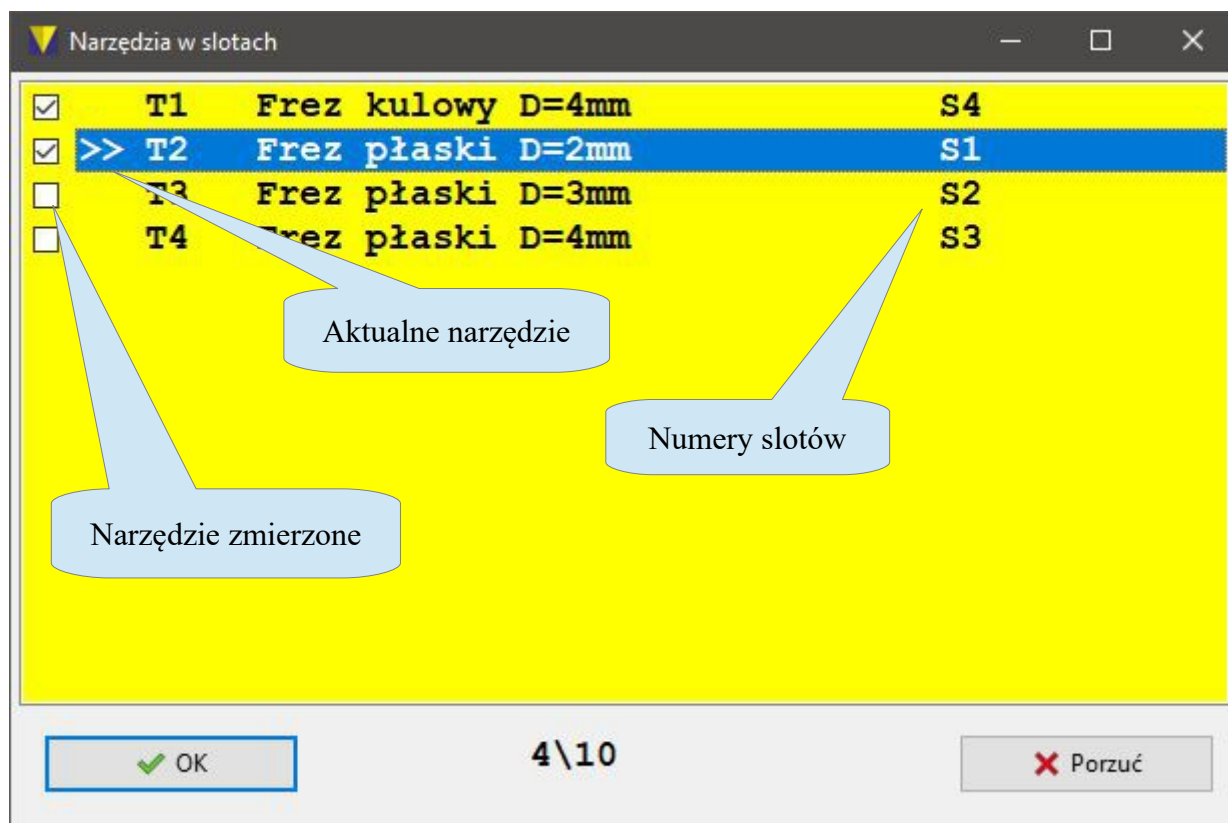 Narzędzia w slotach
T1 Frez kulowy D=4mm S4
>> T2 Frez płaski D=2mm S1
T3 Frez płaski D=3mm S2
T4 Frez płaski D=4mm S3
Aktualne narzędzie
Numery slotów
Narzędzie zmierzone
OK 4\10 Porzuć